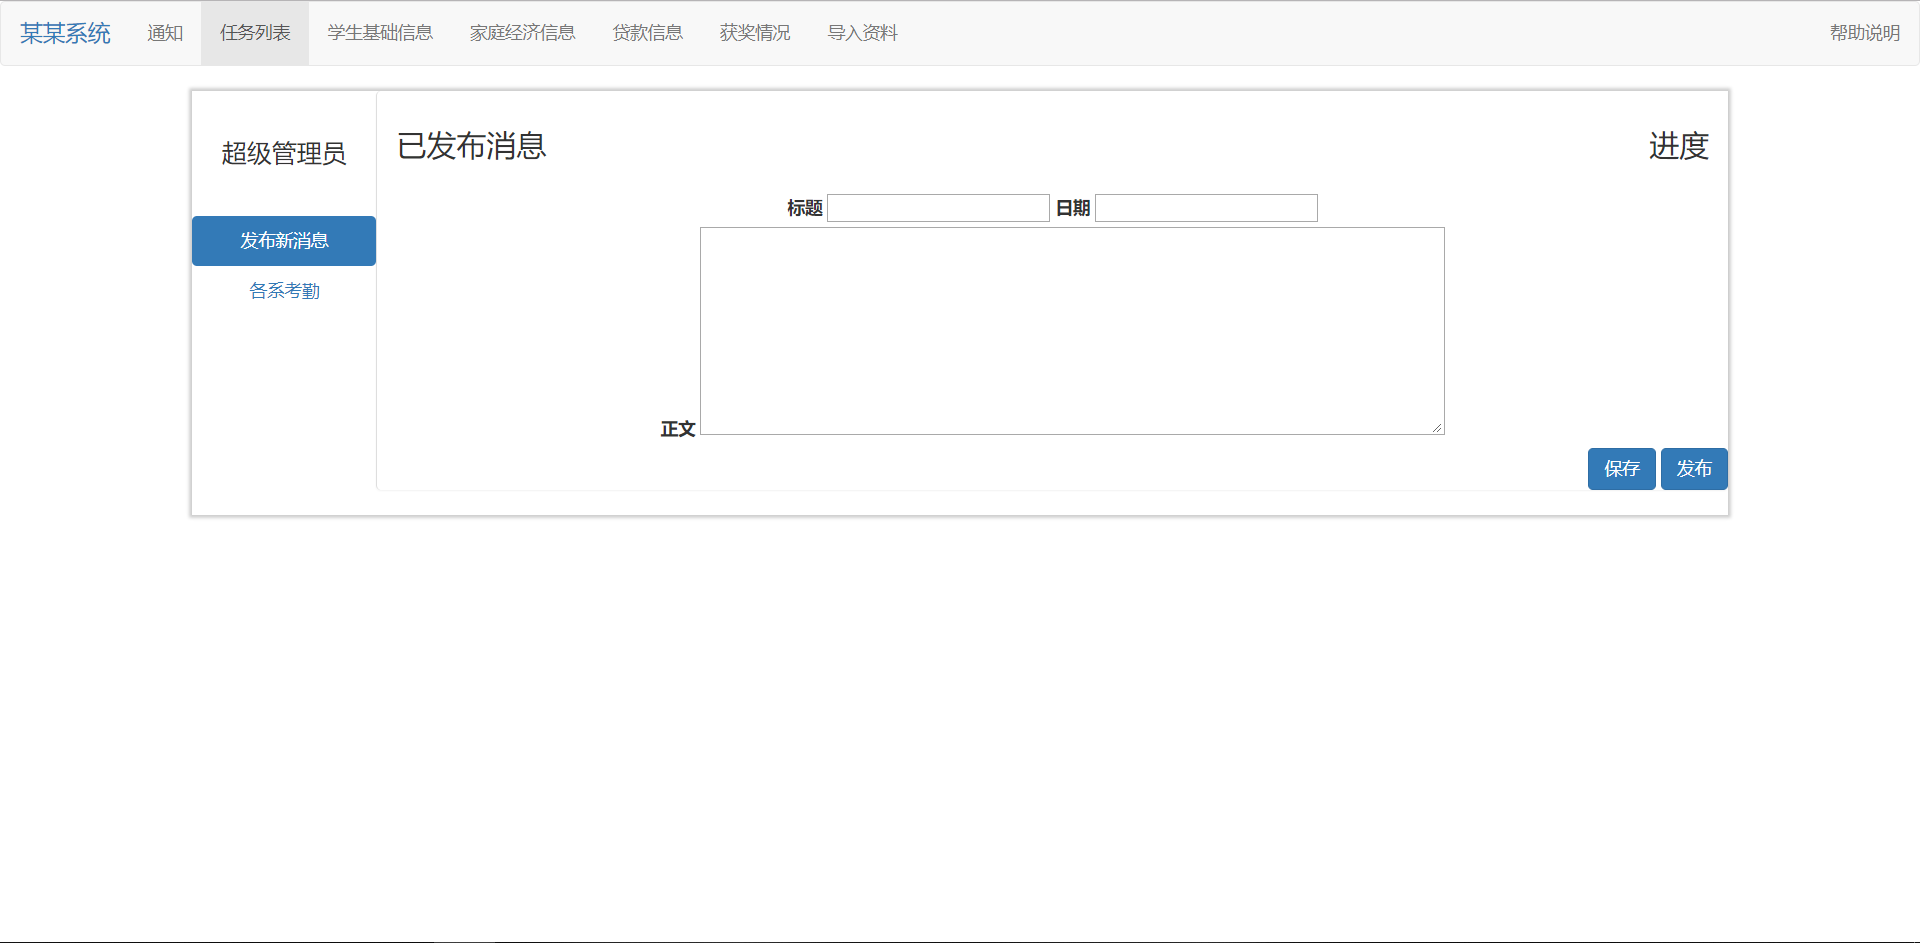 某某系统 通知 任务列表 学生基础信息 家庭经济信息 贷款信息 获奖情况 导入资料 帮助说明
超级管理员
发布新消息
各系考勤
已发布消息 进度
标题 日期
正文
保存 发布